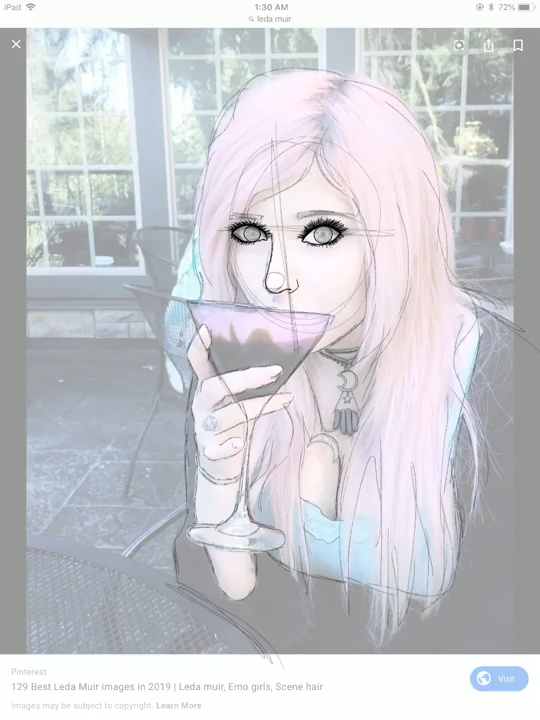 iPad 1:30 AM 72%
leda muir
Pinterest
129 Best Leda Muir images in 2019 | Leda muir, Emo girls, Scene hair
Visit
Images may be subject to copyright. Learn More